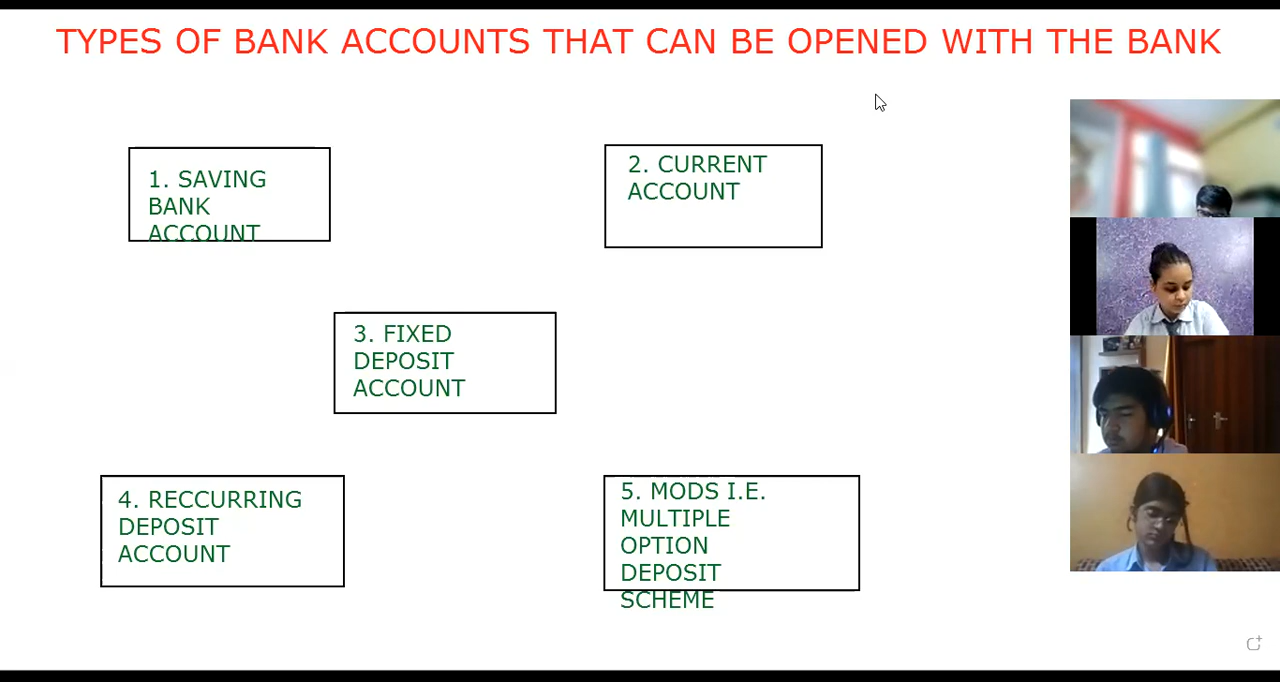 TYPES OF BANK ACCOUNTS THAT CAN BE OPENED WITH THE BANK
1. SAVING
BANK
ACCOUNT
2. CURRENT
ACCOUNT
3. FIXED
DEPOSIT
ACCOUNT
4. RECCURRING
DEPOSIT
ACCOUNT
5. MODS I.E.
MULTIPLE
OPTION
DEPOSIT
SCHEME